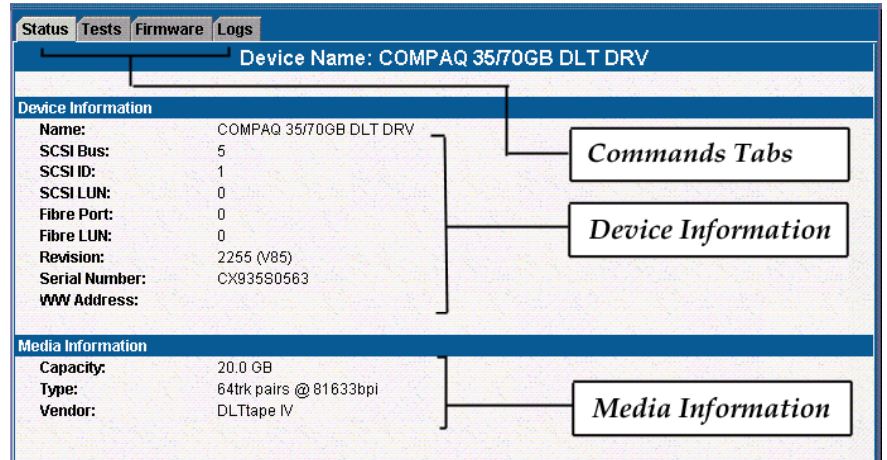 Status Tests Firmware Logs
Device Name: COMPAQ 35/70GB DLT DRV
Device Information
Name: COMPAQ 35/70GB DLT DRV
SCSI Bus: 5
SCSI ID: 1
SCSI LUN: 0
Fibre Port: 0
Fibre LUN: 0
Revision: 2255 (V85)
Serial Number: CX935S0563
WW Address:
Commands Tabs
Device Information
Media Information
Capacity: 20.0 GB
Type: 64trk pairs @ 81633bpi
Vendor: DLTtape IV
Media Information